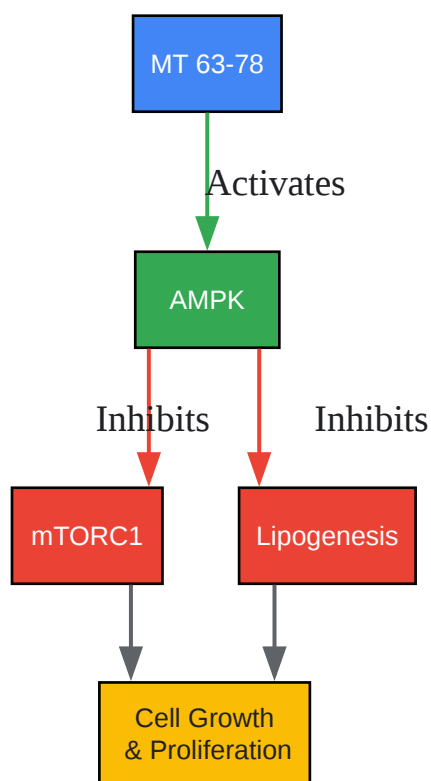 MT 63-78
Activates
AMPK
Inhibits
Inhibits
mTORC1
Lipogenesis
Cell Growth
& Proliferation